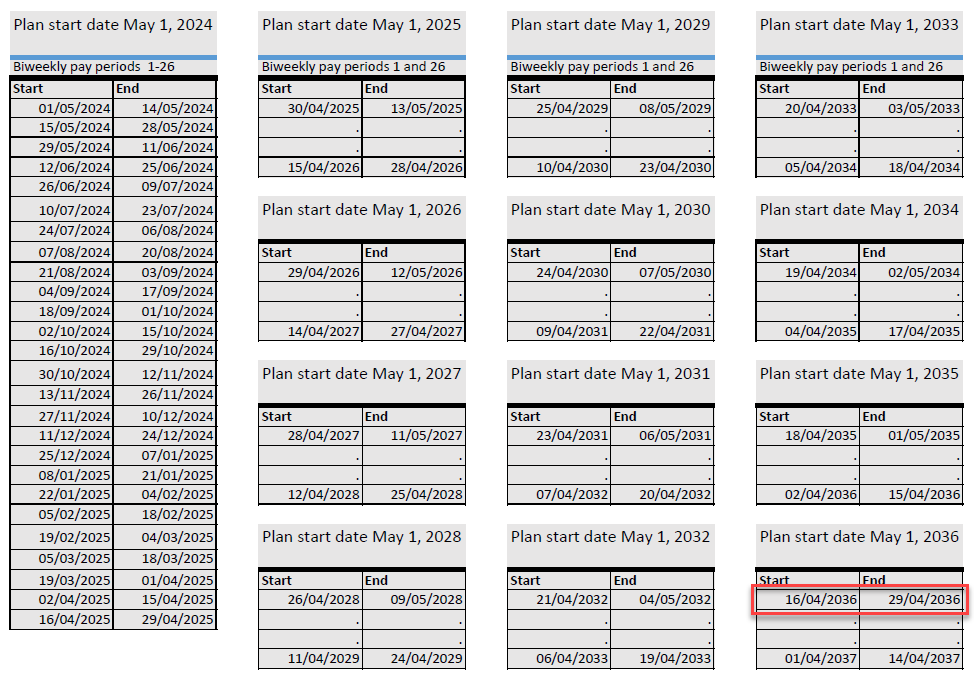 Plan start date May 1, 2024
Biweekly pay periods 1-26
Start End
01/05/2024 14/05/2024
15/05/2024 28/05/2024
29/05/2024 11/06/2024
12/06/2024 25/06/2024
26/06/2024 09/07/2024
10/07/2024 23/07/2024
24/07/2024 06/08/2024
07/08/2024 20/08/2024
21/08/2024 03/09/2024
04/09/2024 17/09/2024
18/09/2024 01/10/2024
02/10/2024 15/10/2024
16/10/2024 29/10/2024
30/10/2024 12/11/2024
13/11/2024 26/11/2024
27/11/2024 10/12/2024
11/12/2024 24/12/2024
25/12/2024 07/01/2025
08/01/2025 21/01/2025
22/01/2025 04/02/2025
05/02/2025 18/02/2025
19/02/2025 04/03/2025
05/03/2025 18/03/2025
19/03/2025 01/04/2025
02/04/2025 15/04/2025
16/04/2025 29/04/2025
Plan start date May 1, 2025
Biweekly pay periods 1 and 26
Start End
30/04/2025 13/05/2025
. .
. .
15/04/2026 28/04/2026
Plan start date May 1, 2026
Start End
29/04/2026 12/05/2026
. .
. .
14/04/2027 27/04/2027
Plan start date May 1, 2027
Start End
28/04/2027 11/05/2027
. .
. .
12/04/2028 25/04/2028
Plan start date May 1, 2028
Start End
26/04/2028 09/05/2028
. .
. .
11/04/2029 24/04/2029
Plan start date May 1, 2029
Biweekly pay periods 1 and 26
Start End
25/04/2029 08/05/2029
. .
. .
10/04/2030 23/04/2030
Plan start date May 1, 2030
Start End
24/04/2030 07/05/2030
. .
. .
09/04/2031 22/04/2031
Plan start date May 1, 2031
Start End
23/04/2031 06/05/2031
. .
. .
07/04/2032 20/04/2032
Plan start date May 1, 2032
Start End
21/04/2032 04/05/2032
. .
. .
06/04/2033 19/04/2033
Plan start date May 1, 2033
Biweekly pay periods 1 and 26
Start End
20/04/2033 03/05/2033
. .
. .
05/04/2034 18/04/2034
Plan start date May 1, 2034
Start End
19/04/2034 02/05/2034
. .
. .
04/04/2035 17/04/2035
Plan start date May 1, 2035
Start End
18/04/2035 01/05/2035
. .
. .
02/04/2036 15/04/2036
Plan start date May 1, 2036
Start End
16/04/2036 29/04/2036
. .
. .
01/04/2037 14/04/2037